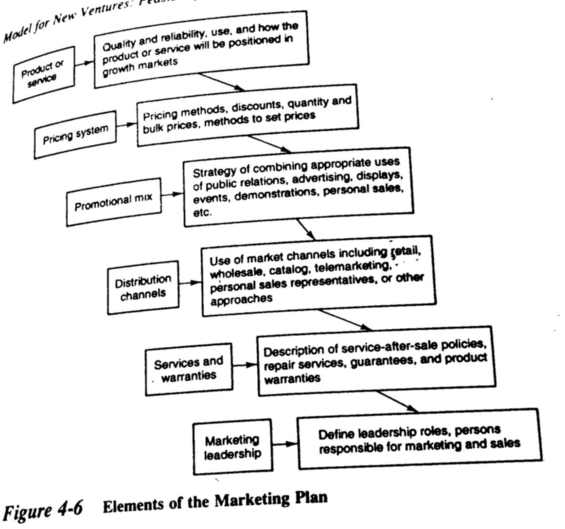 Model for New Ventures:
Product or
service
Quality and reliability, use, and how the
product or service will be positioned in
growth markets
Pricing system
Pricing methods, discounts, quantity and
bulk prices, methods to set prices
Promotional mix
Strategy of combining appropriate uses
of public relations, advertising, displays,
events, demonstrations, personal sales,
etc.
Distribution
channels
Use of market channels including retail,
wholesale, catalog, telemarketing,
personal sales representatives, or other
approaches
Services and
warranties
Description of service-after-sale policies,
repair services, guarantees, and product
warranties
Marketing
leadership
Define leadership roles, persons
responsible for marketing and sales
Figure 4-6 Elements of the Marketing Plan